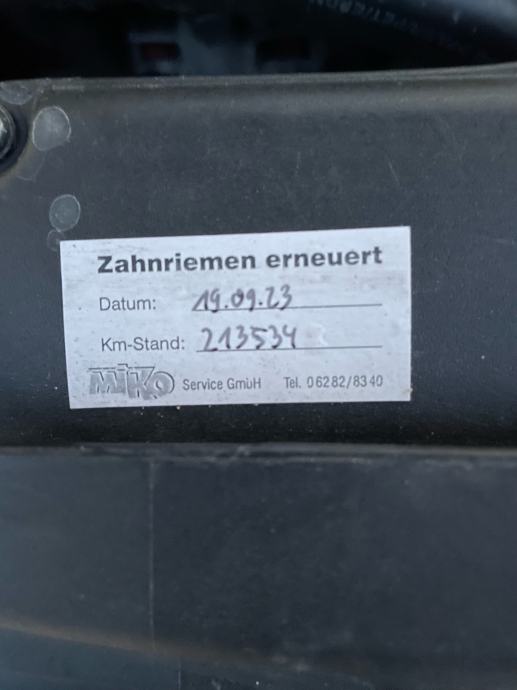 Zahnriemen erneuert
Datum: 19.09.23
Km-Stand: 213534
MIKO Service GmbH Tel. 06282/8340